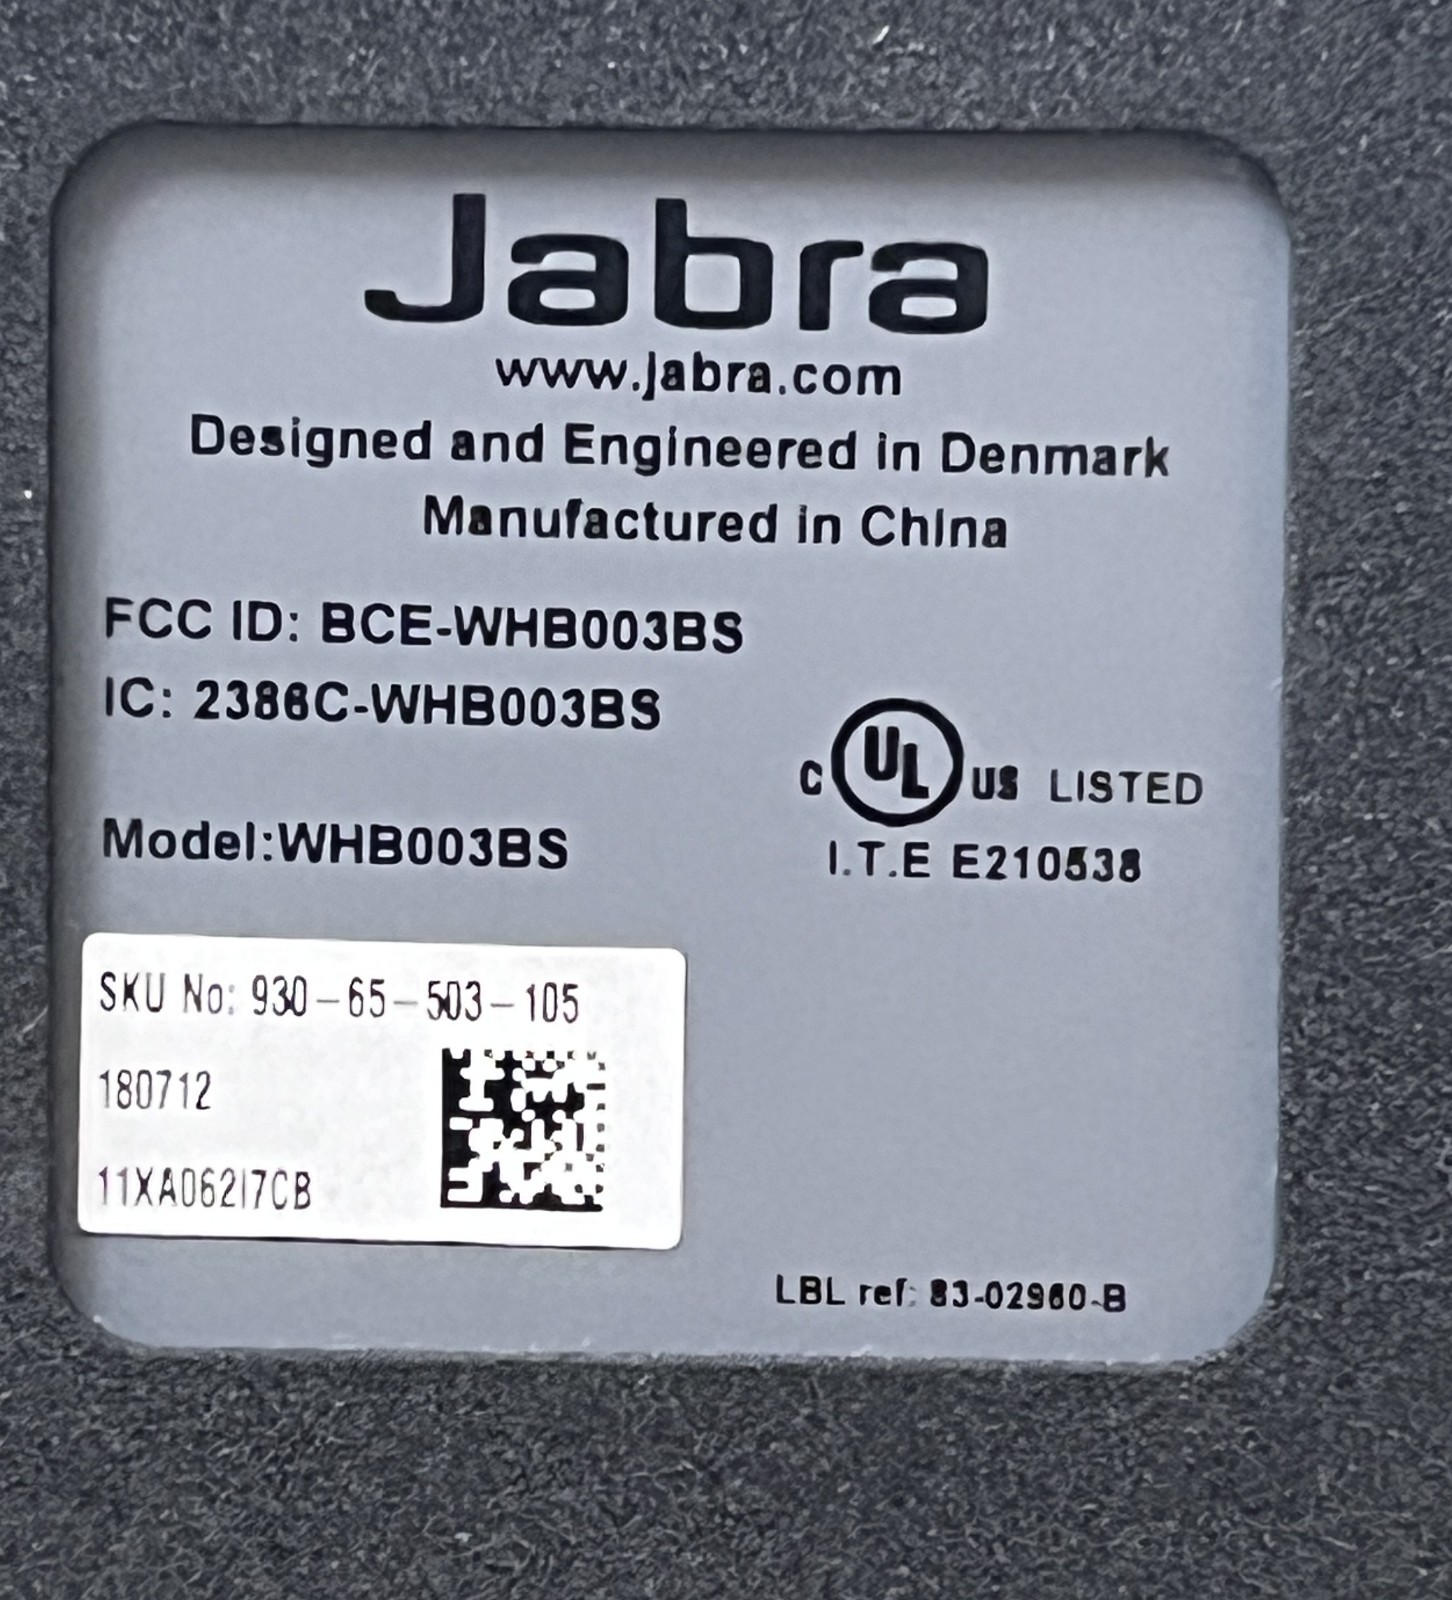 Jabra
www.jabra.com
Designed and Engineered in Denmark
Manufactured in China
FCC ID: BCE-WHB003BS
IC: 2386C-WHB003BS
C UL US LISTED
I.T.E E210538
Model:WHB003BS
SKU No: 930-65-503-105
180712
11XA06217CB
LBL ref: 83-02960-B